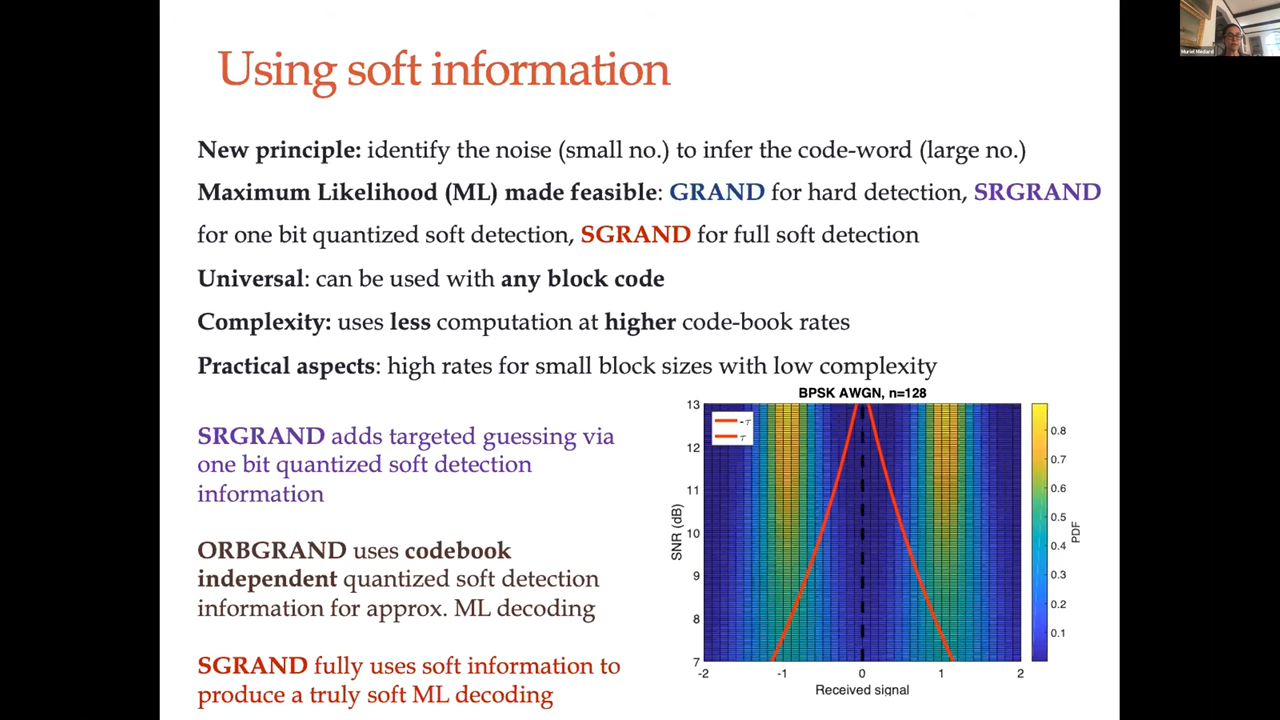 Using soft information
New principle: identify the noise (small no.) to infer the code-word (large no.)
Maximum Likelihood (ML) made feasible: GRAND for hard detection, SRGRAND
for one bit quantized soft detection, SGRAND for full soft detection
Universal: can be used with any block code
Complexity: uses less computation at higher code-book rates
Practical aspects: high rates for small block sizes with low complexity
SRGRAND adds targeted guessing via
one bit quantized soft detection
information
ORBGRAND uses codebook
independent quantized soft detection
information for approx. ML decoding
SGRAND fully uses soft information to
produce a truly soft ML decoding
BPSK AWGN, n=128
-τ
τ
SNR (dB)
13
12
11
10
9
8
7
-2
-1
0
1
2
Received signal
0.8
0.7
0.6
0.5
0.4
0.3
0.2
0.1
PDF
Muriel Médard